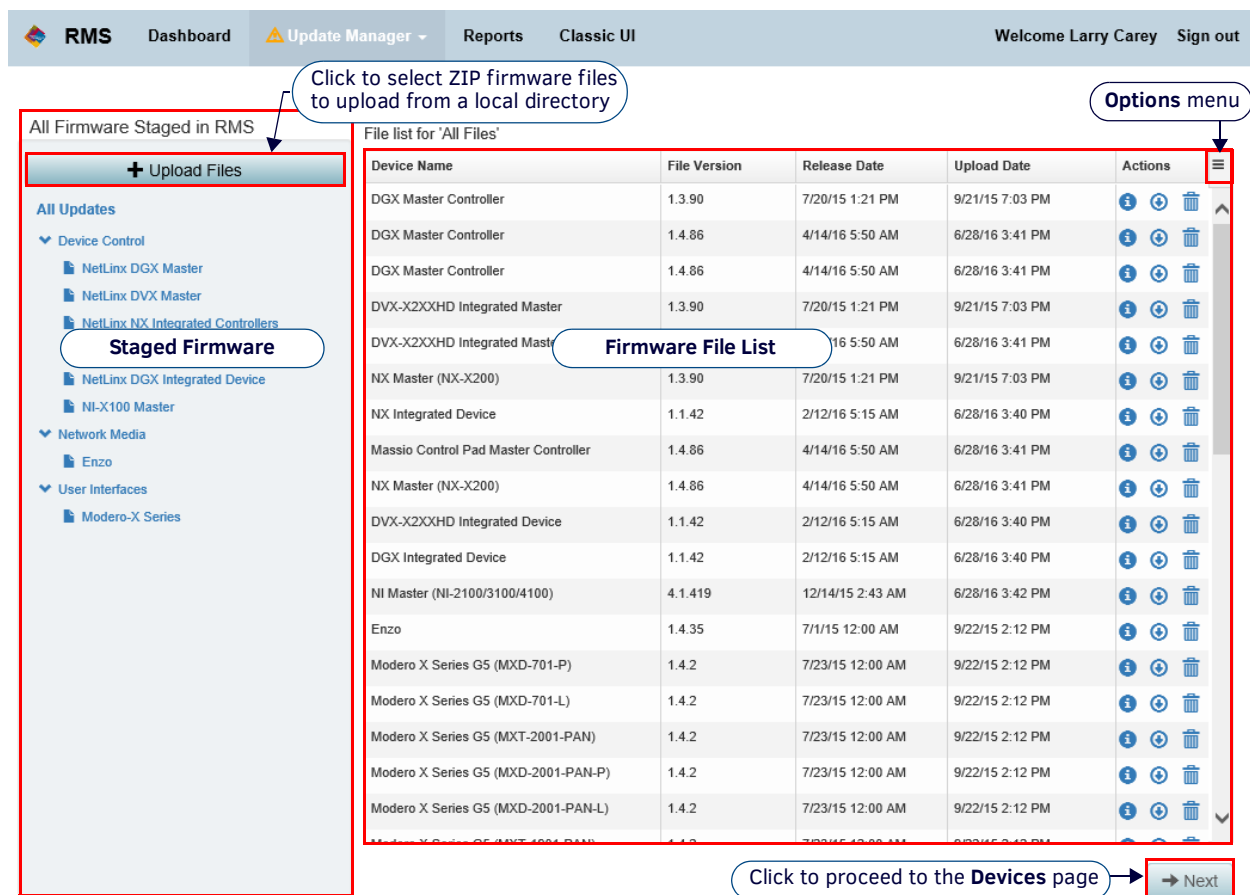 RMS Dashboard Update Manager Reports Classic UI Welcome Larry Carey Sign out
Click to select ZIP firmware files
to upload from a local directory
Options menu
All Firmware Staged in RMS
Upload Files
All Updates
Device Control
NetLinx DGX Master
NetLinx DVX Master
NetLinx NX Integrated Controllers
Staged Firmware
NetLinx DGX Integrated Device
NI-X100 Master
Network Media
Enzo
User Interfaces
Modero-X Series
File list for 'All Files'
Device Name File Version Release Date Upload Date Actions
DGX Master Controller 1.3.90 7/20/15 1:21 PM 9/21/15 7:03 PM
DGX Master Controller 1.4.86 4/14/16 5:50 AM 6/28/16 3:41 PM
DGX Master Controller 1.4.86 4/14/16 5:50 AM 6/28/16 3:41 PM
DVX-X2XXHD Integrated Master 1.3.90 7/20/15 1:21 PM 9/21/15 7:03 PM
DVX-X2XXHD Integrated 5:50 AM 6/28/16 3:41 PM
Firmware File List
NX Master (NX-X200) 1.3.90 7/20/15 1:21 PM 9/21/15 7:03 PM
NX Integrated Device 1.1.42 2/12/16 5:15 AM 6/28/16 3:40 PM
Massio Control Pad Master Controller 1.4.86 4/14/16 5:50 AM 6/28/16 3:41 PM
NX Master (NX-X200) 1.4.86 4/14/16 5:50 AM 6/28/16 3:41 PM
DVX-X2XXHD Integrated Device 1.1.42 2/12/16 5:15 AM 6/28/16 3:40 PM
DGX Integrated Device 1.1.42 2/12/16 5:15 AM 6/28/16 3:40 PM
NI Master (NI-2100/3100/4100) 4.1.419 12/14/15 2:43 AM 6/28/16 3:42 PM
Enzo 1.4.35 7/1/15 12:00 AM 9/22/15 2:12 PM
Modero X Series G5 (MXD-701-P) 1.4.2 7/23/15 12:00 AM 9/22/15 2:12 PM
Modero X Series G5 (MXD-701-L) 1.4.2 7/23/15 12:00 AM 9/22/15 2:12 PM
Modero X Series G5 (MXT-2001-PAN) 1.4.2 7/23/15 12:00 AM 9/22/15 2:12 PM
Modero X Series G5 (MXD-2001-PAN-P) 1.4.2 7/23/15 12:00 AM 9/22/15 2:12 PM
Modero X Series G5 (MXD-2001-PAN-L) 1.4.2 7/23/15 12:00 AM 9/22/15 2:12 PM
Click to proceed to the Devices page
Next